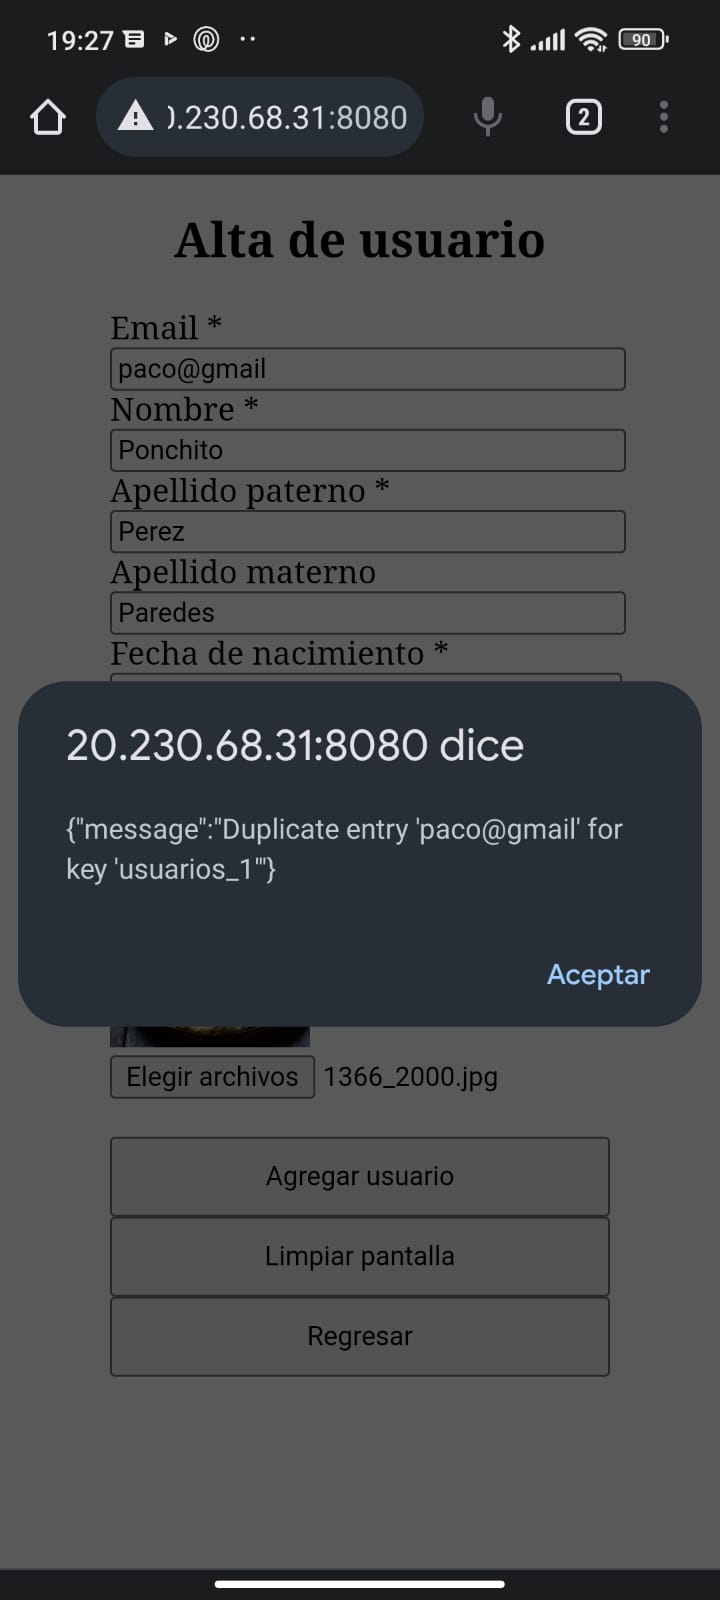 19:27
90
0.230.68.31:8080
2
Alta de usuario
Email *
paco@gmail
Nombre *
Ponchito
Apellido paterno *
Perez
Apellido materno
Paredes
Fecha de nacimiento *
20.230.68.31:8080 dice
{"message":"Duplicate entry 'paco@gmail' for
key 'usuarios_1'"}
Aceptar
Elegir archivos 1366_2000.jpg
Agregar usuario
Limpiar pantalla
Regresar